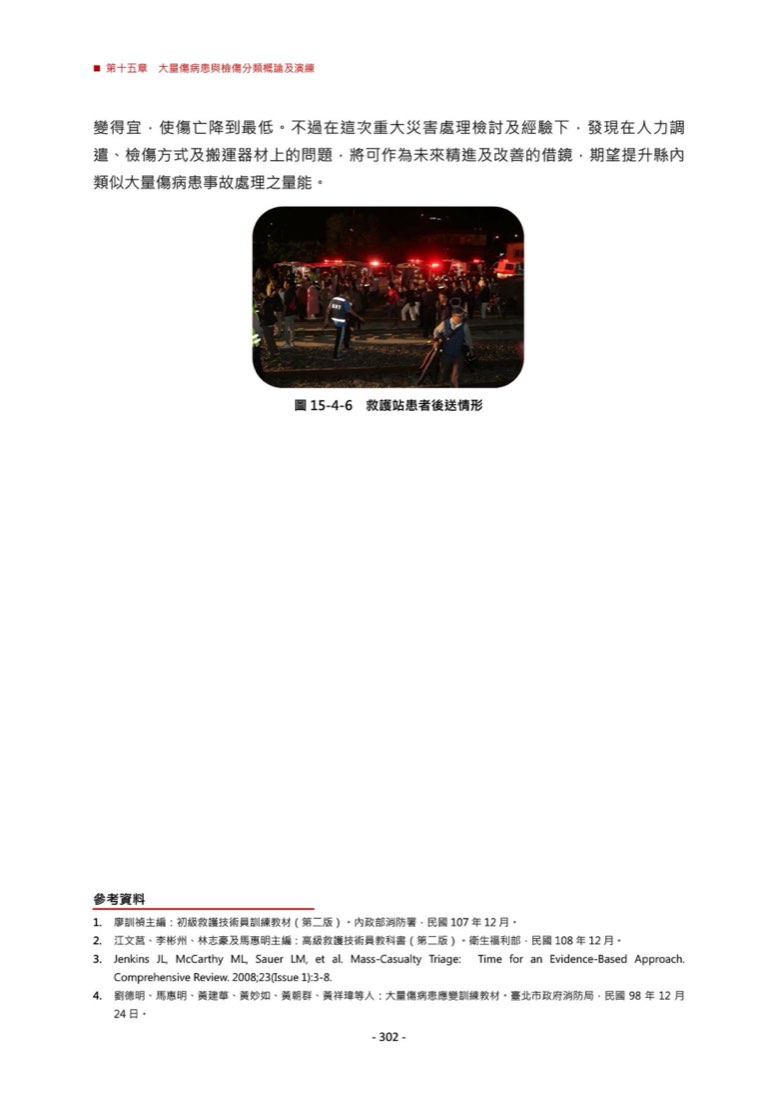 ■ 第十五章 大量傷病患與檢傷分類概論及演練
變得宜，使傷亡降到最低。不過在這次重大災害處理檢討及經驗下，發現在人力調
遣、檢傷方式及搬運器材上的問題，將可作為未來精進及改善的借鏡，期望提升縣內
類似大量傷病患事故處理之量能。
圖 15-4-6 救護站患者後送情形
參考資料
1. 廖訓禎主編：初級救護技術員訓練教材（第二版）。內政部消防署，民國 107 年 12 月。
2. 江文莒、李彬州、林志豪及馬惠明主編：高級救護技術員教科書（第二版）。衛生福利部，民國 108 年 12 月。
3. Jenkins JL, McCarthy ML, Sauer LM, et al. Mass-Casualty Triage: Time for an Evidence-Based Approach.
Comprehensive Review. 2008;23(Issue 1):3-8.
4. 劉德明、馬惠明、黃建華、黃妙如、黃朝群、黃祥瑋等人：大量傷病患應變訓練教材。臺北市政府消防局，民國 98 年 12 月
24 日。
- 302 -